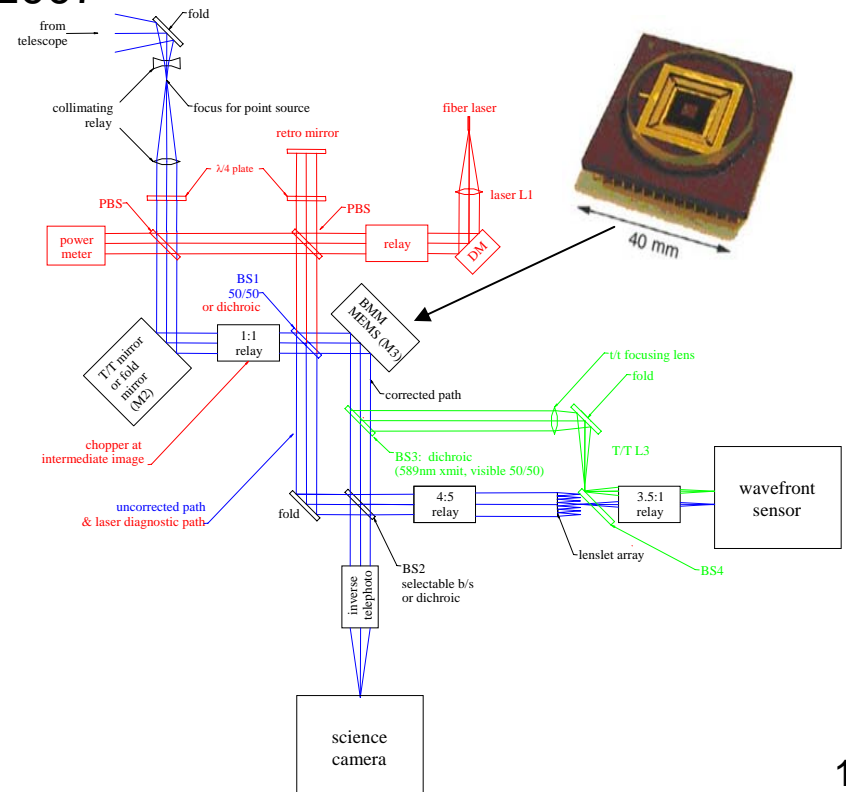 from
telescope
fold
collimating
relay
focus for point source
fiber laser
retro mirror
λ/4 plate
laser L1
PBS
PBS
power
meter
relay
DM
40 mm
BS1
50/50
or dichroic
BMM
MEMS (M3)
1:1
relay
T/T mirror
or fold
mirror
(M2)
t/t focusing lens
fold
corrected path
chopper at
intermediate image
BS3: dichroic
(589nm xmit, visible 50/50)
T/T L3
uncorrected path
& laser diagnostic path
fold
4:5
relay
3.5:1
relay
wavefront
sensor
lenslet array
BS2
selectable b/s
or dichroic
BS4
inverse
telephoto
science
camera
1